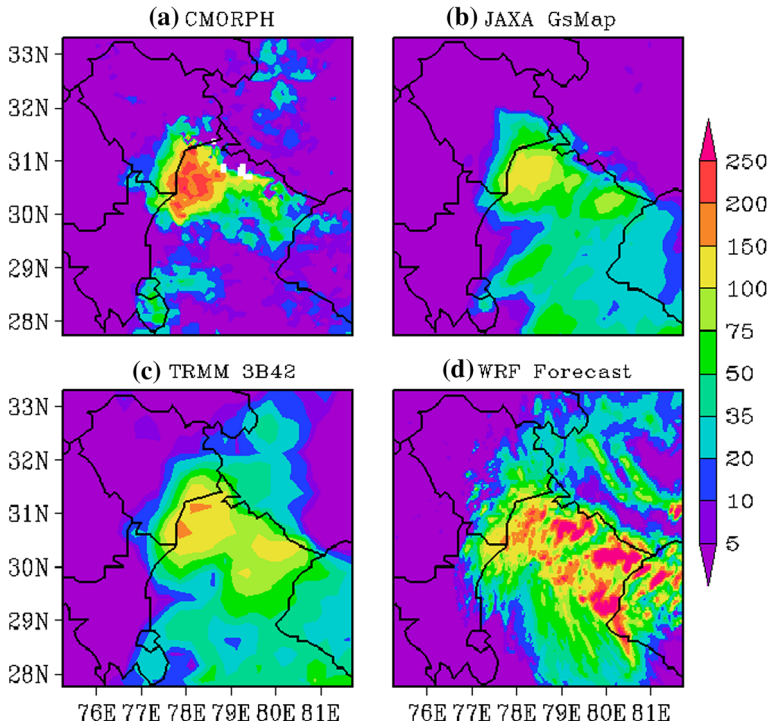 (a) CMORPH
(b) JAXA GsMap
33N
32N
31N
30N
29N
28N
250
200
150
100
75
50
35
20
10
5
(c) TRMM 3B42
(d) WRF Forecast
33N
32N
31N
30N
29N
28N
76E 77E 78E 79E 80E 81E
76E 77E 78E 79E 80E 81E